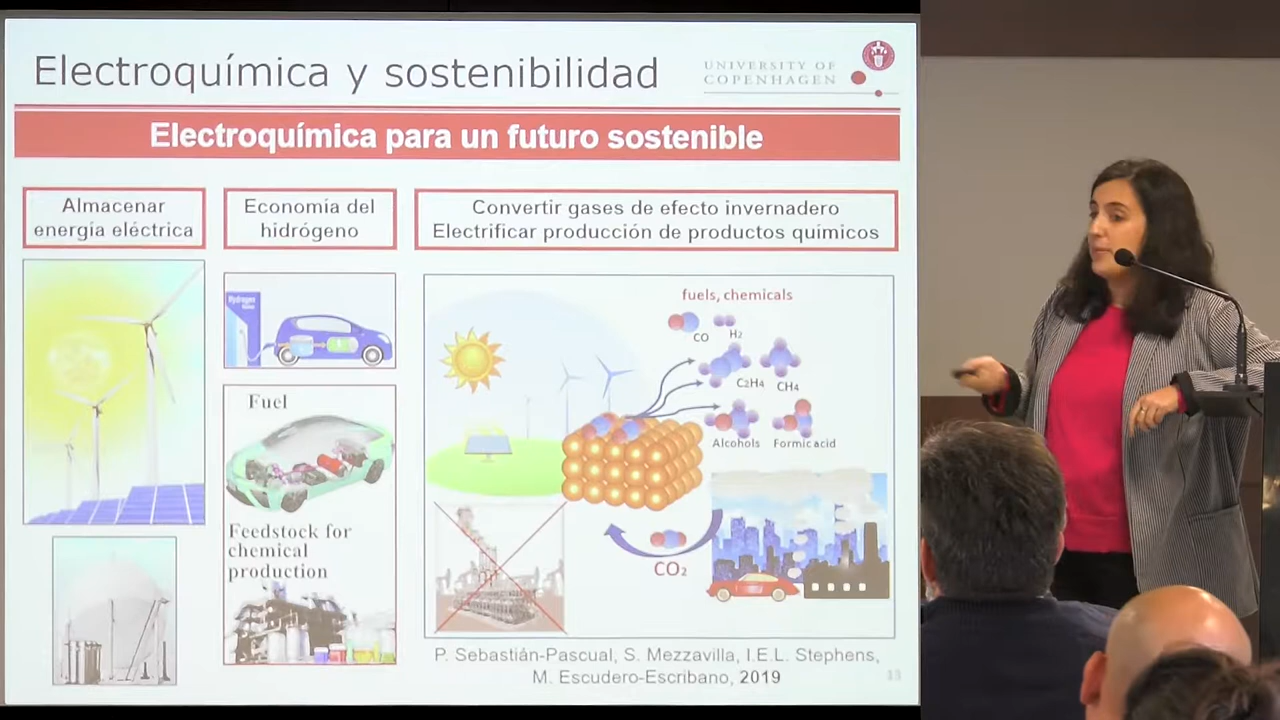 Electroquímica y sostenibilidad
UNIVERSITY OF
COPENHAGEN
Electroquímica para un futuro sostenible
Almacenar
energía eléctrica
Economía del
hidrógeno
Convertir gases de efecto invernadero
Electrificar producción de productos químicos
Hydrogen
Fuel
Feedstock for
chemical
production
fuels, chemicals
CO
H2
C2H4
CH4
Alcohols
Formic acid
CO2
P. Sebastián-Pascual, S. Mezzavilla, I.E.L. Stephens,
M. Escudero-Escribano, 2019
13